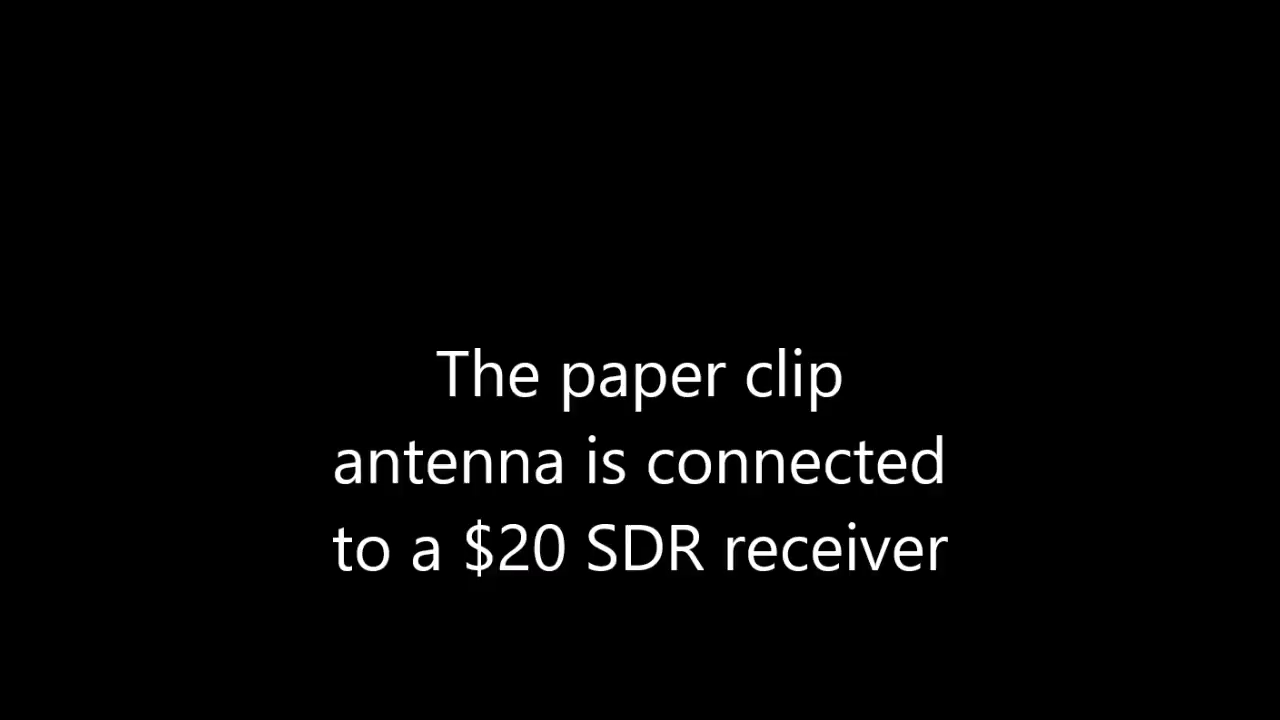 The paper clip
antenna is connected
to a $20 SDR receiver